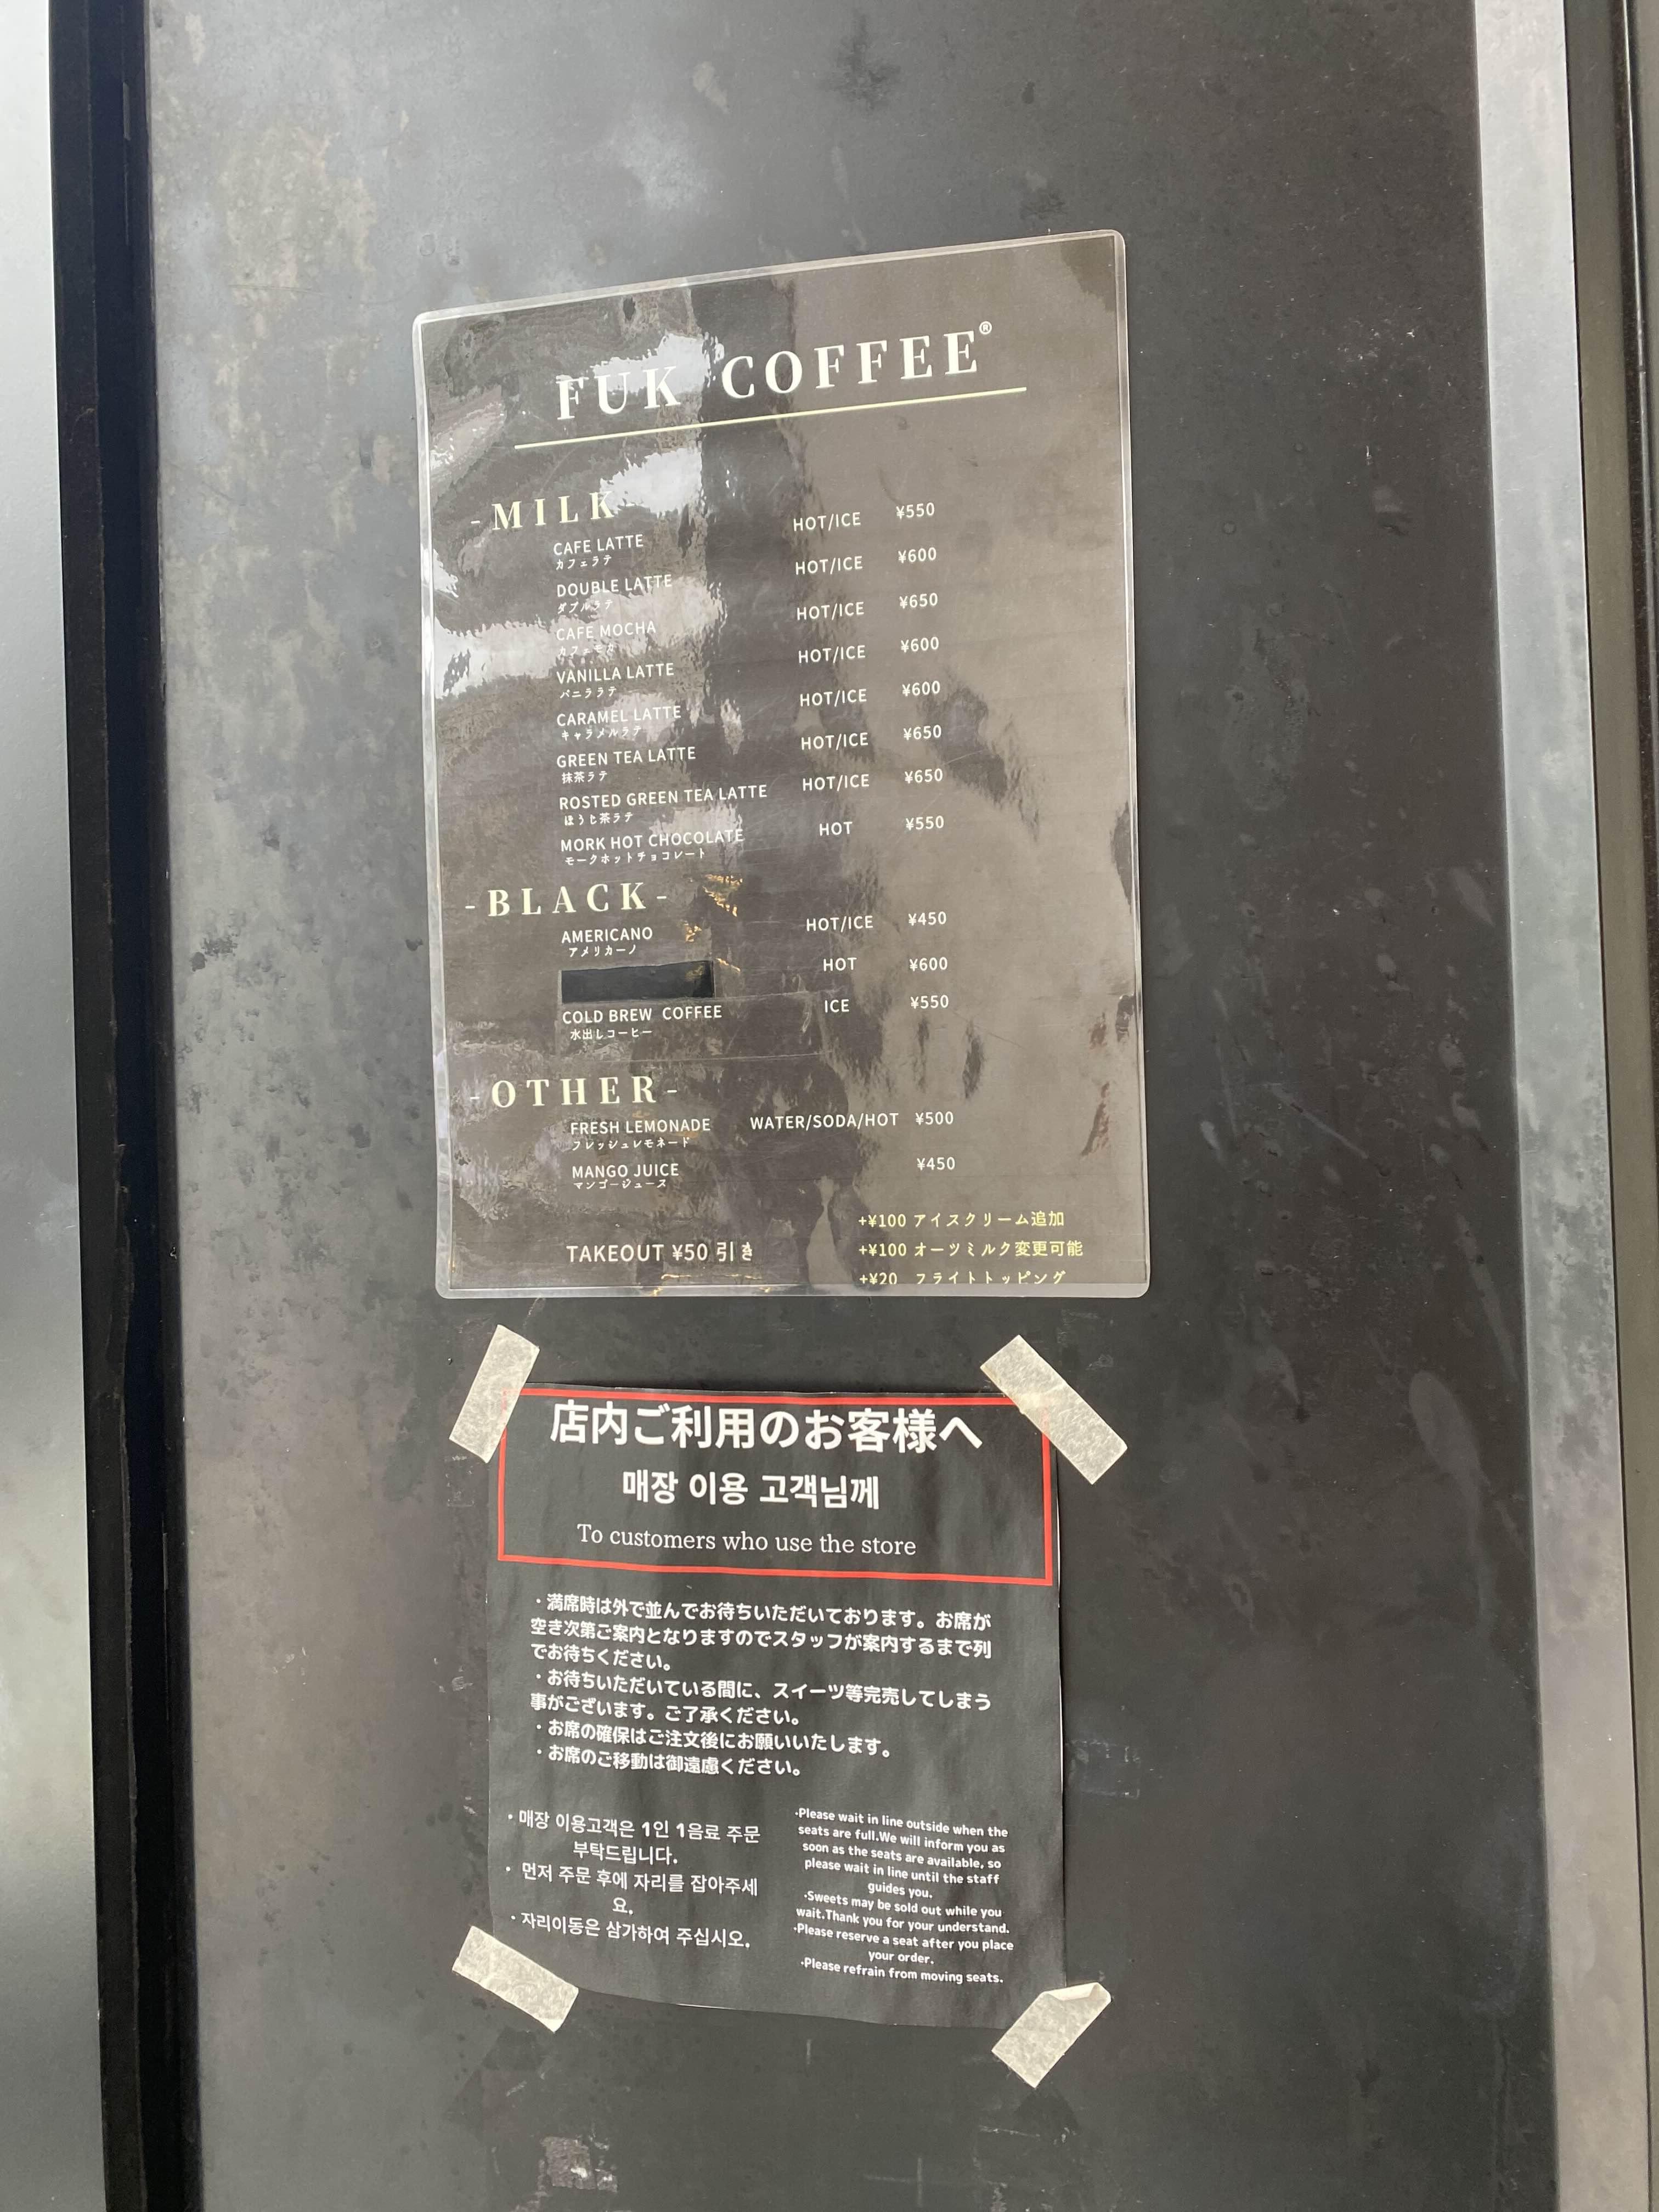 FUK COFFEE®
-MILK
CAFE LATTE HOT/ICE ¥550
カフェラテ
DOUBLE LATTE HOT/ICE ¥600
ダブルラテ
CAFE MOCHA HOT/ICE ¥650
カフェモカ
VANILLA LATTE HOT/ICE ¥600
バニララテ
CARAMEL LATTE HOT/ICE ¥600
キャラメルラテ
GREEN TEA LATTE HOT/ICE ¥650
抹茶ラテ
ROSTED GREEN TEA LATTE HOT/ICE ¥650
ほうじ茶ラテ
MORK HOT CHOCOLATE HOT ¥550
モークホットチョコレート
-BLACK-
AMERICANO HOT/ICE ¥450
アメリカーノ
HOT ¥600
COLD BREW COFFEE ICE ¥550
水出しコーヒー
-OTHER-
FRESH LEMONADE WATER/SODA/HOT ¥500
フレッシュレモネード
MANGO JUICE ¥450
マンゴージュース
+¥100 アイスクリーム追加
TAKEOUT ¥50 引き
+¥100 オーツミルク変更可能
+¥20 フライトトッピング
店内ご利用のお客様へ
매장 이용 고객님께
To customers who use the store
・満席時は外で並んでお待ちいただいております。お席が
空き次第ご案内となりますのでスタッフが案内するまで列
でお待ちください。
・お待ちいただいている間に、スイーツ等完売してしまう
事がございます。ご了承ください。
・お席の確保はご注文後にお願いいたします。
・お席のご移動は御遠慮ください。
・매장 이용고객은 1인 1음료 주문
부탁드립니다.
・ 먼저 주문 후에 자리를 잡아주세
요.
・자리이동은 삼가하여 주십시오.
·Please wait in line outside when the
seats are full.We will inform you as
soon as the seats are available, so
please wait in line until the staff
guides you.
·Sweets may be sold out while you
wait.Thank you for your understand.
·Please reserve a seat after you place
your order.
·Please refrain from moving seats.